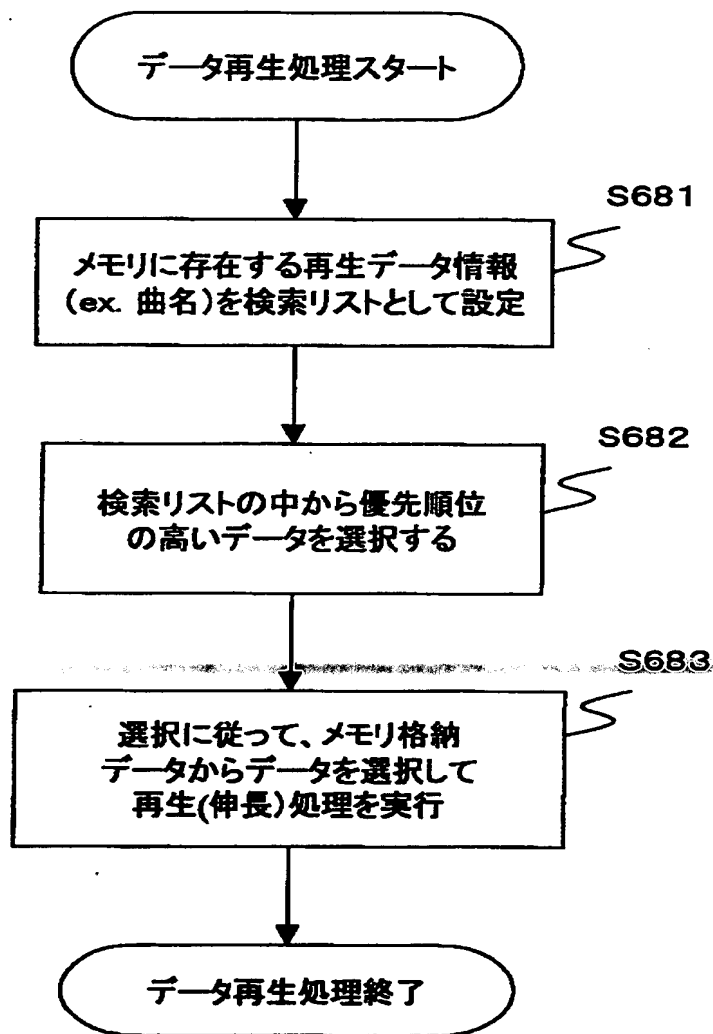 データ再生処理スタート
S681
メモリに存在する再生データ情報
(ex. 曲名)を検索リストとして設定
S682
検索リストの中から優先順位
の高いデータを選択する
S683
選択に従って、メモリ格納
データからデータを選択して
再生(伸長)処理を実行
データ再生処理終了